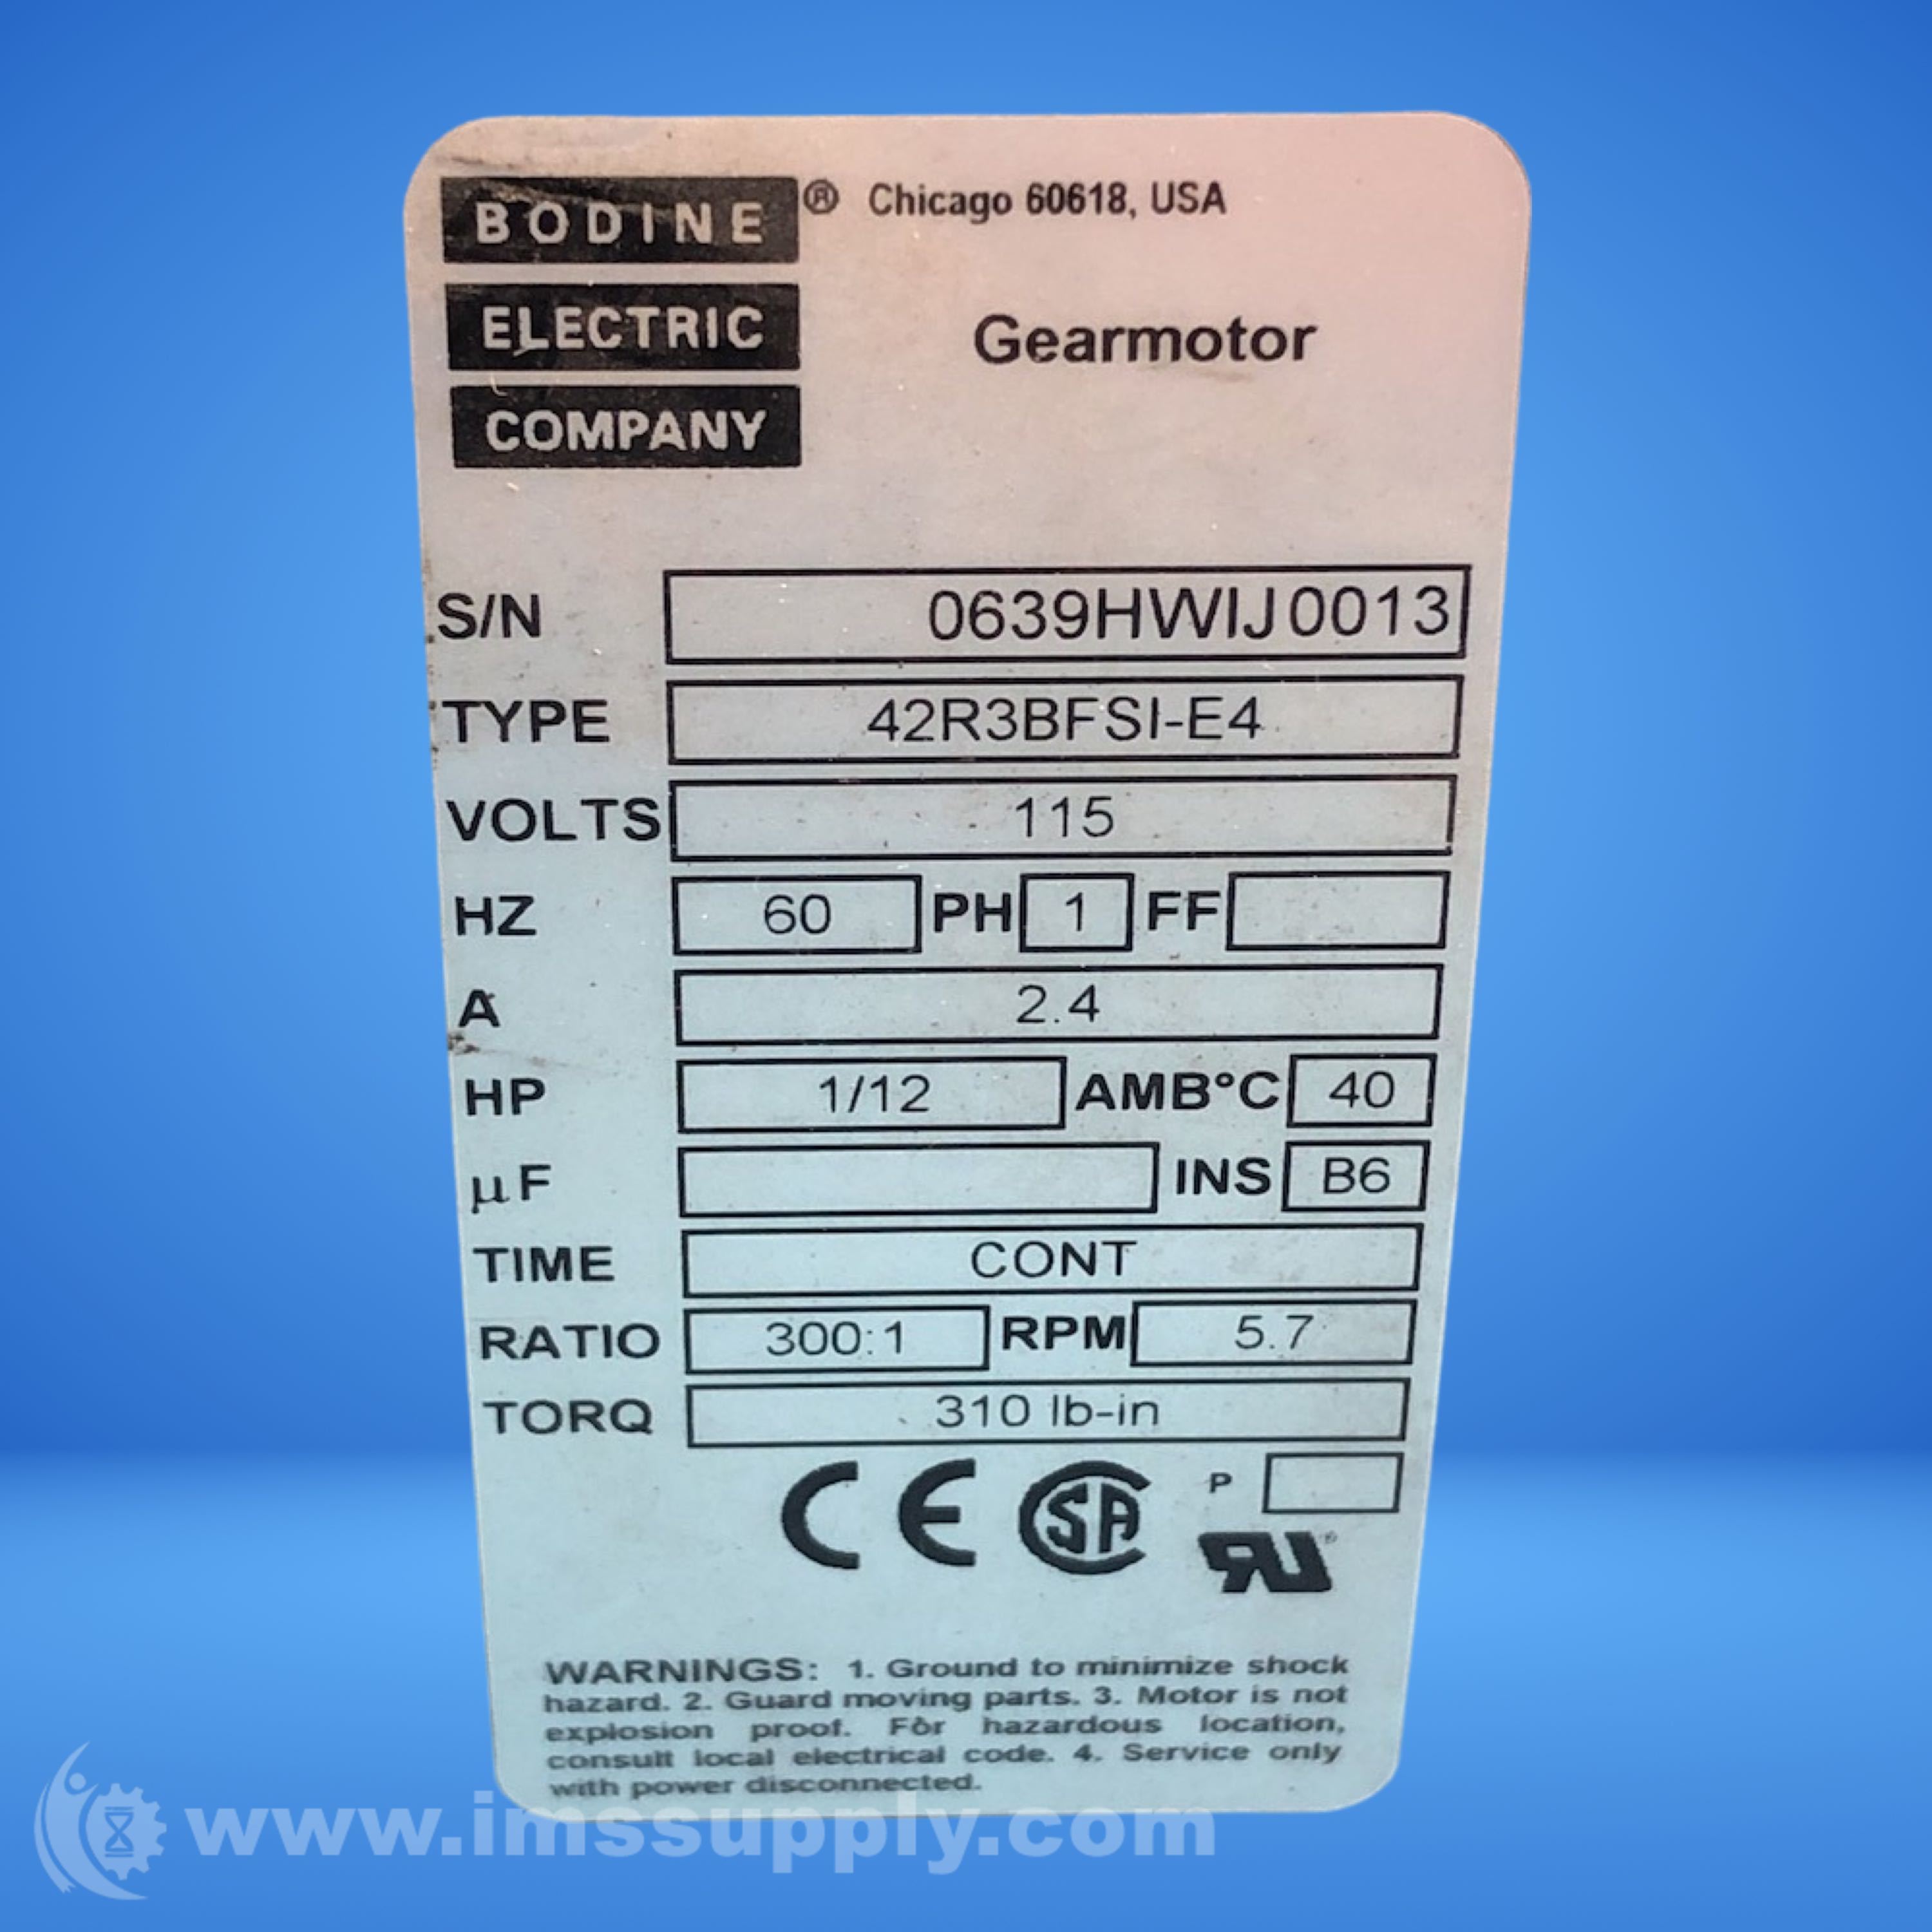 BODINE ® Chicago 60618, USA
ELECTRIC
Gearmotor
COMPANY
S/N 0639HWIJ0013
TYPE 42R3BFSI-E4
VOLTS 115
HZ 60 PH 1 FF
A 2.4
HP 1/12 AMB°C 40
µF INS B6
TIME CONT
RATIO 300:1 RPM 5.7
TORQ 310 lb-in
CE SA P
RU ®
WARNINGS: 1. Ground to minimize shock
hazard. 2. Guard moving parts. 3. Motor is not
explosion proof. For hazardous location,
consult local electrical code. 4. Service only
with power disconnected.
www.imssupply.com